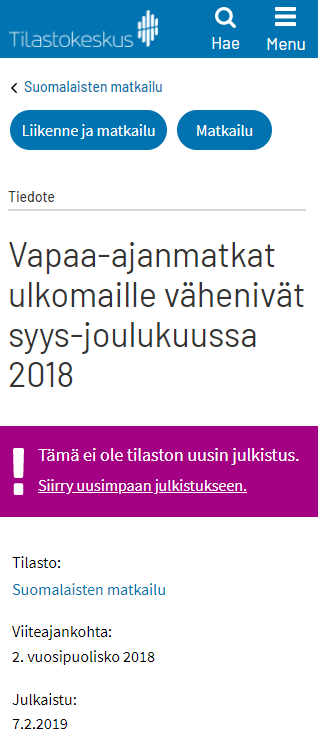 Tilastokeskus
Hae
Menu
Suomalaisten matkailu
Liikenne ja matkailu
Matkailu
Tiedote
Vapaa-ajanmatkat
ulkomaille vähenivät
syys-joulukuussa
2018
Tämä ei ole tilaston uusin julkistus.
Siirry uusimpaan julkistukseen.
Tilasto:
Suomalaisten matkailu
Viiteajankohta:
2. vuosipuolisko 2018
Julkaistu:
7.2.2019